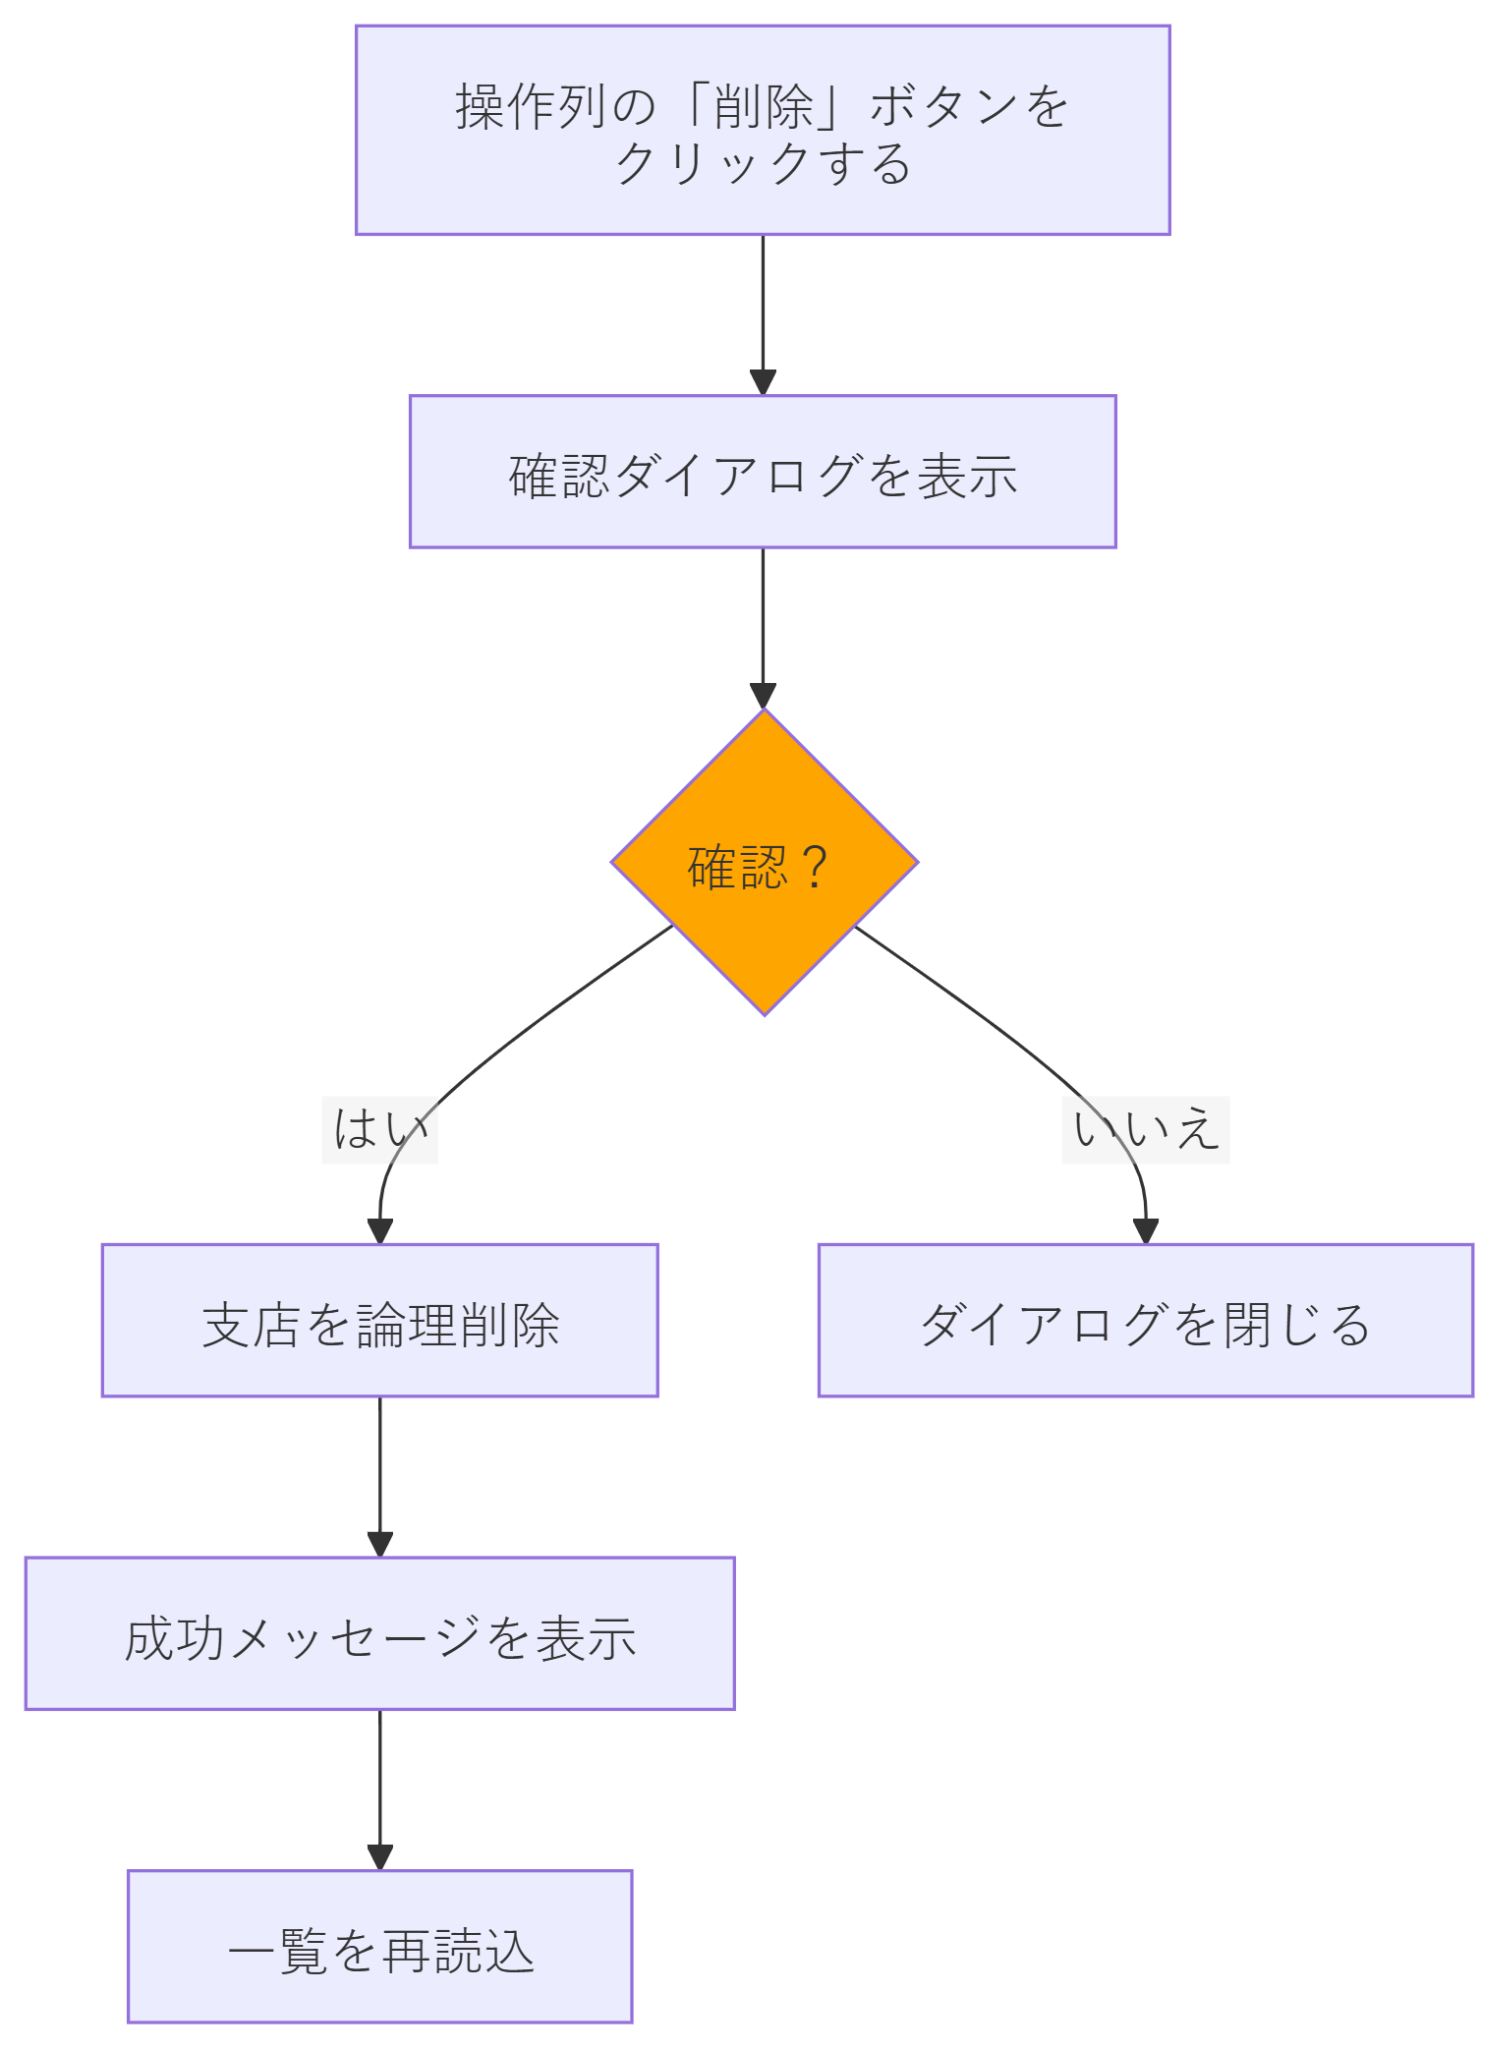 操作列の「削除」ボタンを
クリックする
確認ダイアログを表示
確認？
はい
いいえ
支店を論理削除
ダイアログを閉じる
成功メッセージを表示
一覧を再読込